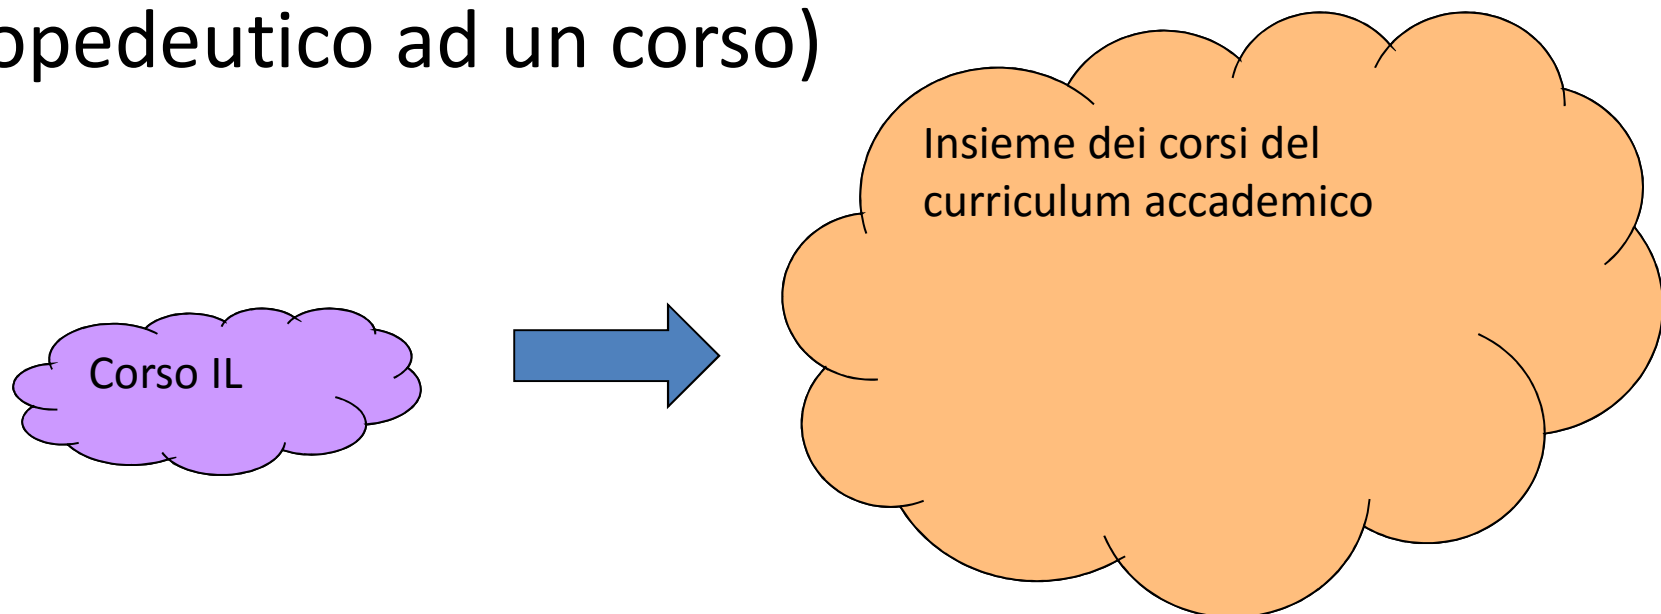 opedeutico ad un corso)
Insieme dei corsi del
curriculum accademico
Corso IL